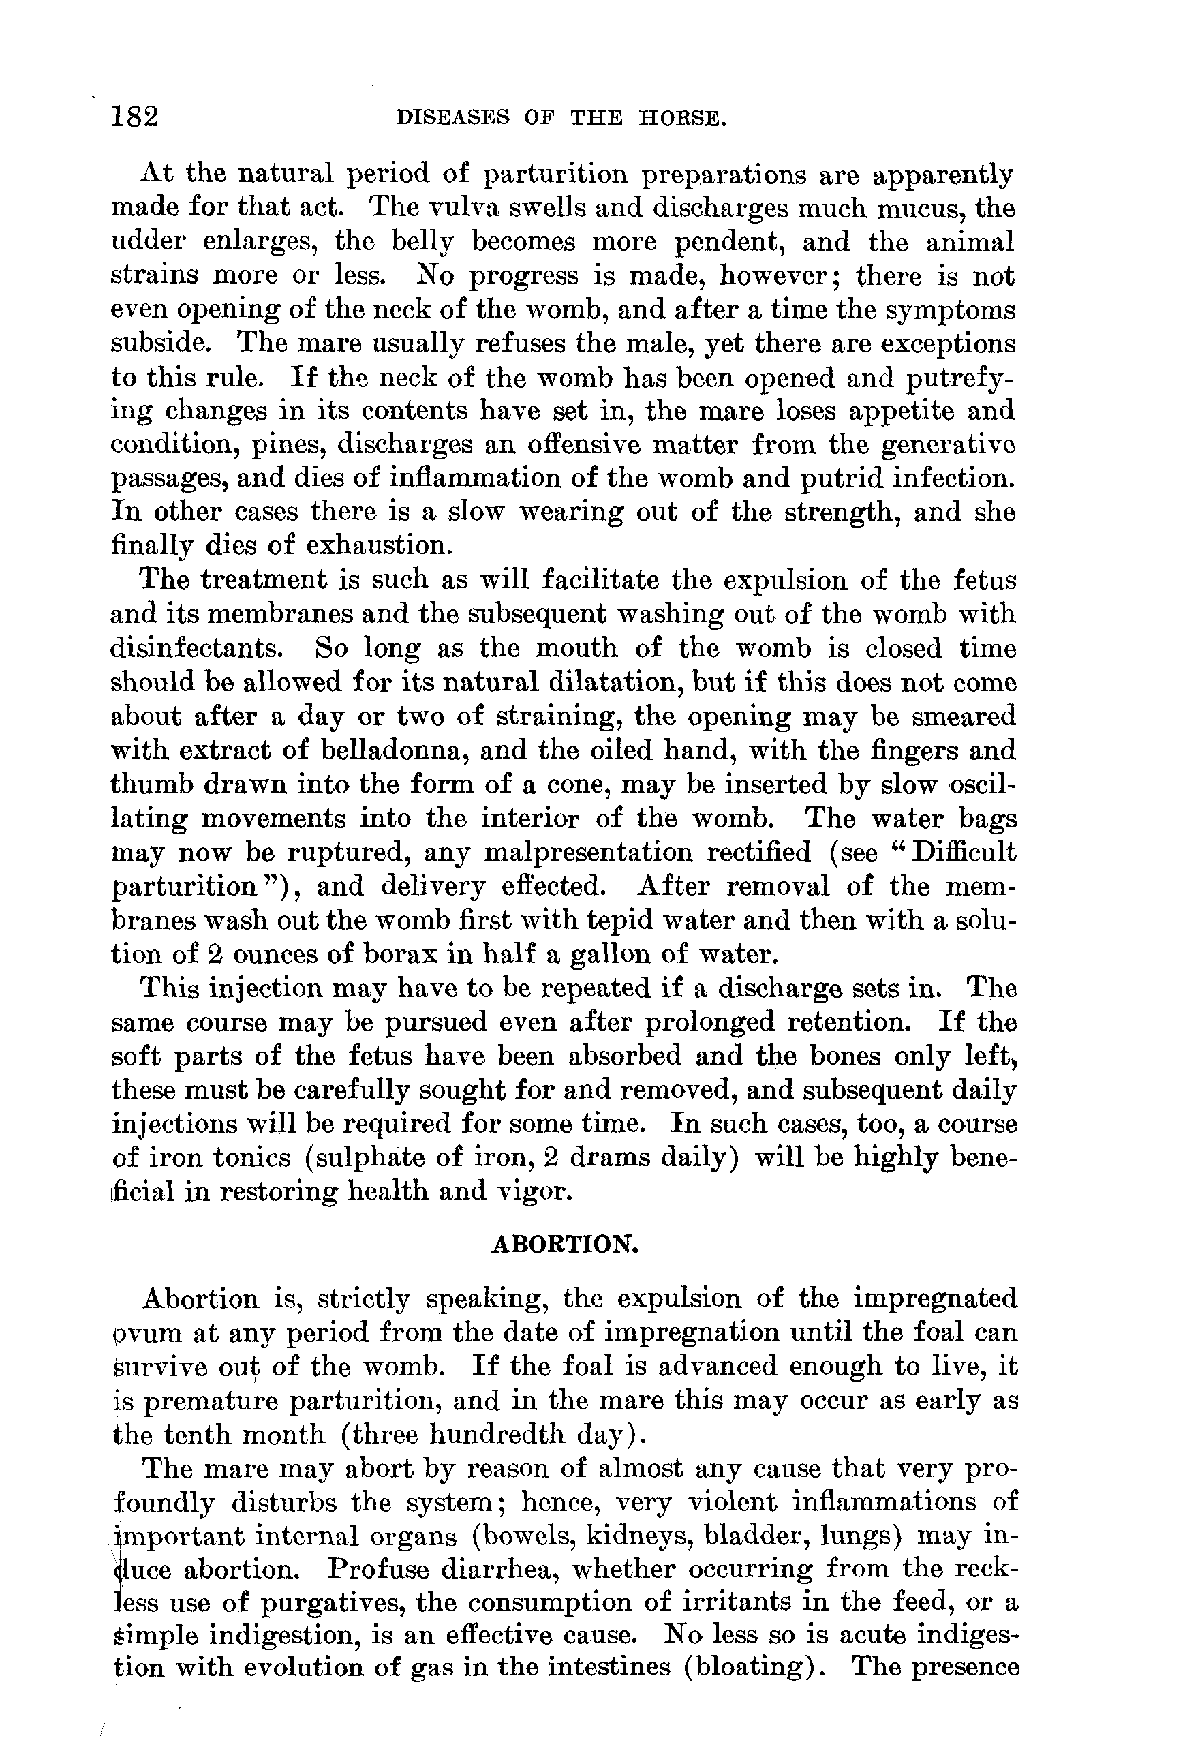 182 DISEASES OF THE HORSE.
At the natural period of parturition preparations are apparently
made for that act. The vulva swells and discharges much mucus, the
udder enlarges, the belly becomes more pendent, and the animal
strains more or less. No progress is made, however; there is not
even opening of the neck of the womb, and after a time the symptoms
subside. The mare usually refuses the male, yet there are exceptions
to this rule. If the neck of the womb has been opened and putrefy-
ing changes in its contents have set in, the mare loses appetite and
condition, pines, discharges an offensive matter from the generative
passages, and dies of inflammation of the womb and putrid infection.
In other cases there is a slow wearing out of the strength, and she
finally dies of exhaustion.
The treatment is such as will facilitate the expulsion of the fetus
and its membranes and the subsequent washing out of the womb with
disinfectants. So long as the mouth of the womb is closed time
should be allowed for its natural dilatation, but if this does not come
about after a day or two of straining, the opening may be smeared
with extract of belladonna, and the oiled hand, with the fingers and
thumb drawn into the form of a cone, may be inserted by slow oscil-
lating movements into the interior of the womb. The water bags
may now be ruptured, any malpresentation rectified (see "Difficult
parturition"), and delivery effected. After removal of the mem-
branes wash out the womb first with tepid water and then with a solu-
tion of 2 ounces of borax in half a gallon of water.
This injection may have to be repeated if a discharge sets in. The
same course may be pursued even after prolonged retention. If the
soft parts of the fetus have been absorbed and the bones only left,
these must be carefully sought for and removed, and subsequent daily
injections will be required for some time. In such cases, too, a course
of iron tonics (sulphate of iron, 2 drams daily) will be highly bene-
ficial in restoring health and vigor.
ABORTION.
Abortion is, strictly speaking, the expulsion of the impregnated
ovum at any period from the date of impregnation until the foal can
survive out of the womb. If the foal is advanced enough to live, it
is premature parturition, and in the mare this may occur as early as
the tenth month (three hundredth day).
The mare may abort by reason of almost any cause that very pro-
foundly disturbs the system; hence, very violent inflammations of
important internal organs (bowels, kidneys, bladder, lungs) may in-
duce abortion. Profuse diarrhea, whether occurring from the reck-
less use of purgatives, the consumption of irritants in the feed, or a
simple indigestion, is an effective cause. No less so is acute indiges-
tion with evolution of gas in the intestines (bloating). The presence